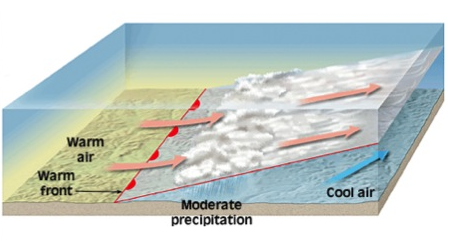 Warm
air
Warm
front
Cool air
Moderate
precipitation